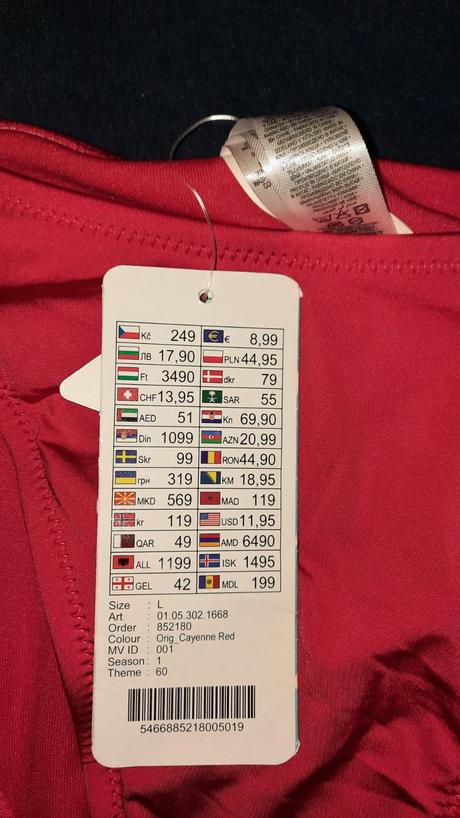 Kč 249 € 8,99
ЛВ 17,90 PLN 44,95
Ft 3490 dkr 79
CHF 13,95 SAR 55
AED 51 Kn 69,90
Din 1099 AZN 20,99
Skr 99 RON 44,90
грн 319 KM 18,95
MKD 569 MAD 119
kr 119 USD 11,95
QAR 49 AMD 6490
ALL 1199 ISK 1495
GEL 42 MDL 199
Size : L
Art : 01.05.302.1668
Order : 852180
Colour : Orig_Cayenne Red
MV ID : 001
Season : 1
Theme : 60
5466885218005019